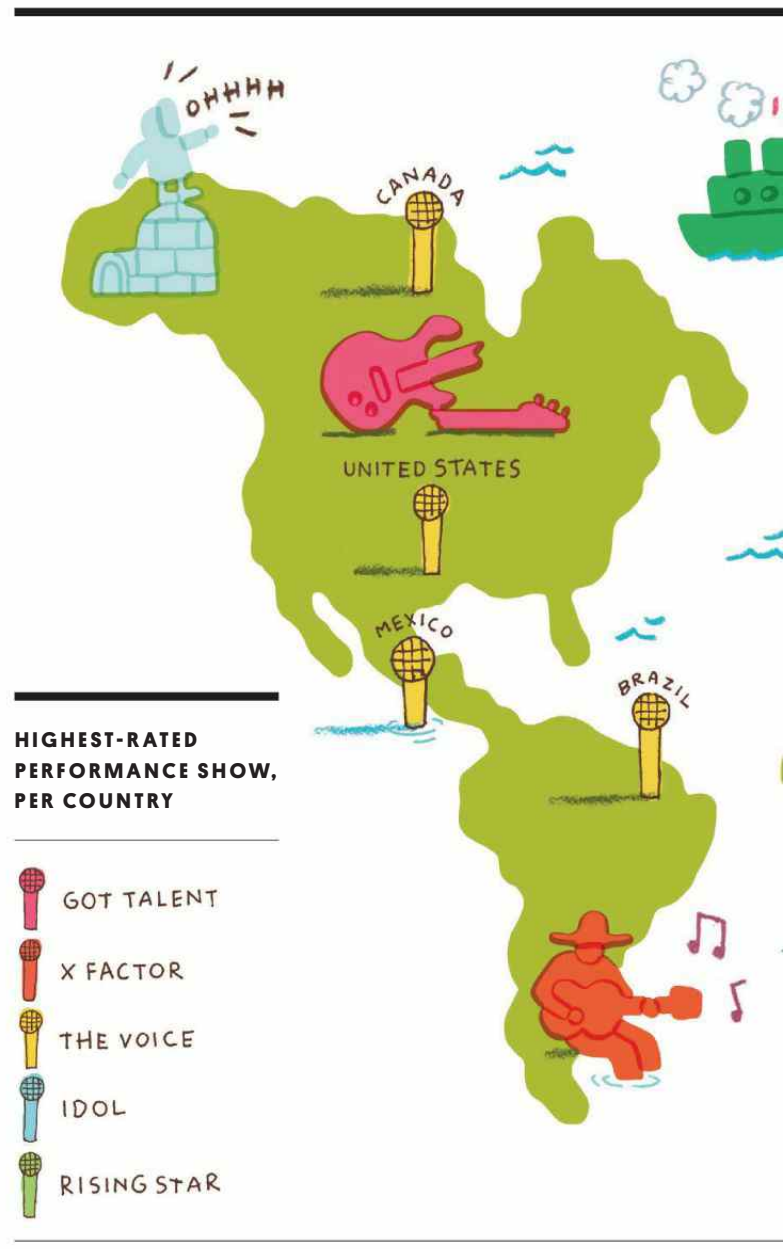 OHHHH
CANADA
UNITED STATES
MEXICO
BRAZIL
HIGHEST-RATED
PERFORMANCE SHOW,
PER COUNTRY
GOT TALENT
X FACTOR
THE VOICE
IDOL
RISING STAR